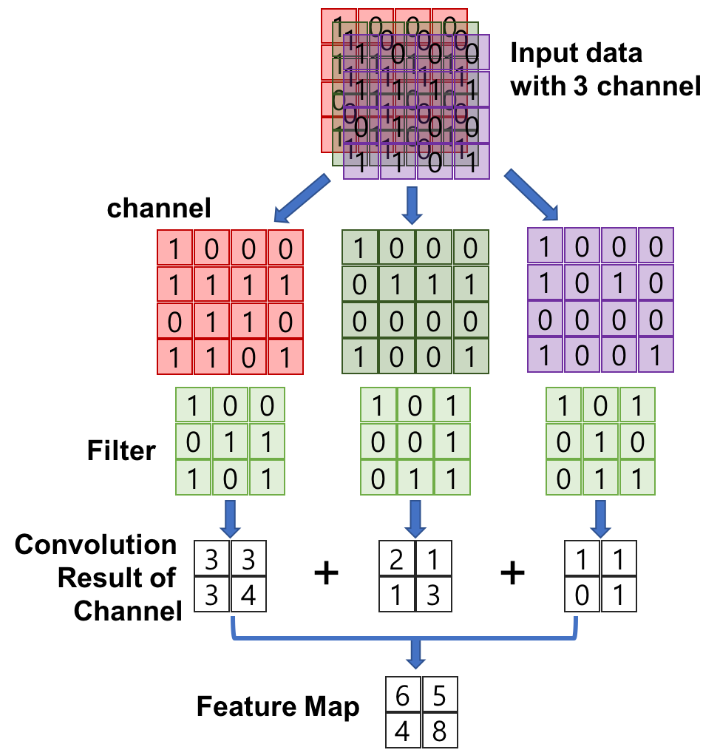 Input data
with 3 channel
channel
1 0 0 0 1 0 0 0 1 0 0 0
1 1 1 1 0 1 1 1 1 0 1 0
0 1 1 0 0 0 0 0 0 0 0 0
1 1 0 1 1 0 0 1 1 0 0 1
Filter
1 0 0 1 0 1 1 0 1
0 1 1 0 0 1 0 1 0
1 0 1 0 1 1 0 1 1
Convolution
Result of
Channel
3 3 + 2 1 + 1 1
3 4 1 3 0 1
Feature Map
6 5
4 8